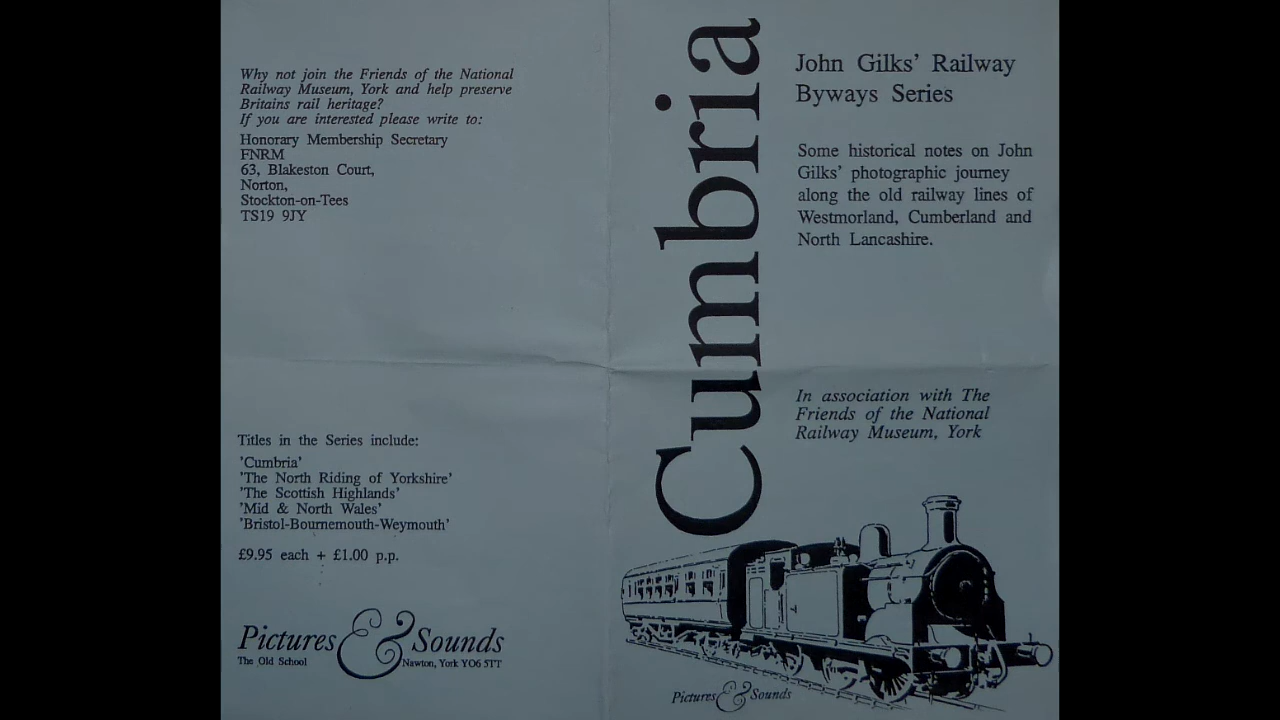 Why not join the Friends of the National
Railway Museum, York and help preserve
Britains rail heritage?
If you are interested please write to:
Honorary Membership Secretary
FNRM
63, Blakeston Court,
Norton,
Stockton-on-Tees
TS19 9JY
Titles in the Series include:
'Cumbria'
'The North Riding of Yorkshire'
'The Scottish Highlands'
'Mid & North Wales'
'Bristol-Bournemouth-Weymouth'
£9.95 each + £1.00 p.p.
Pictures & Sounds
The Old School
Nawton, York YO6 5TT
Cumbria
John Gilks' Railway
Byways Series
Some historical notes on John
Gilks' photographic journey
along the old railway lines of
Westmorland, Cumberland and
North Lancashire.
In association with The
Friends of the National
Railway Museum, York
Pictures & Sounds